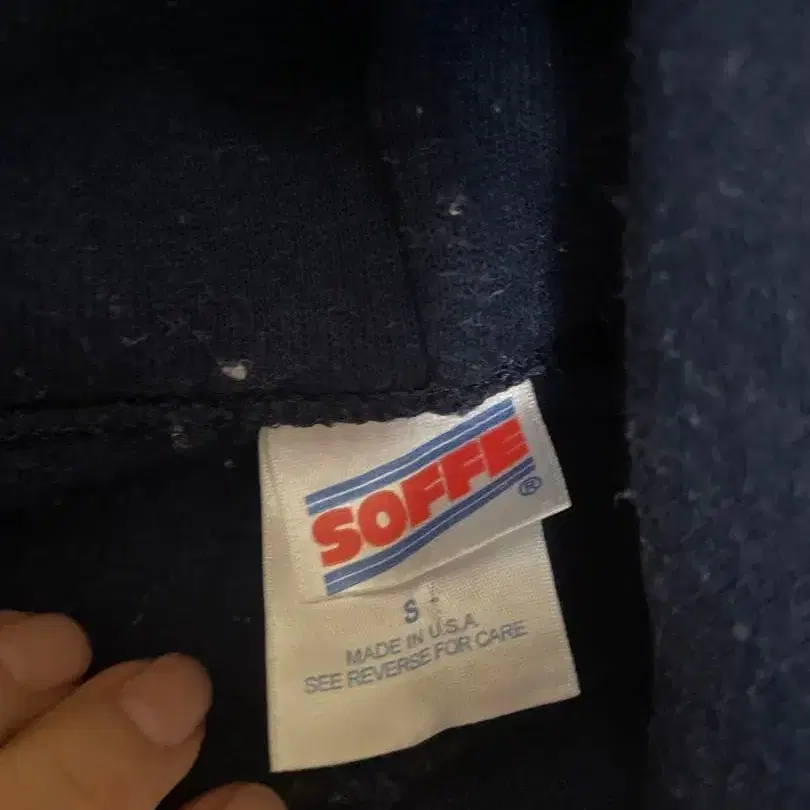 SOFFE®
S
MADE IN U.S.A.
SEE REVERSE FOR CARE